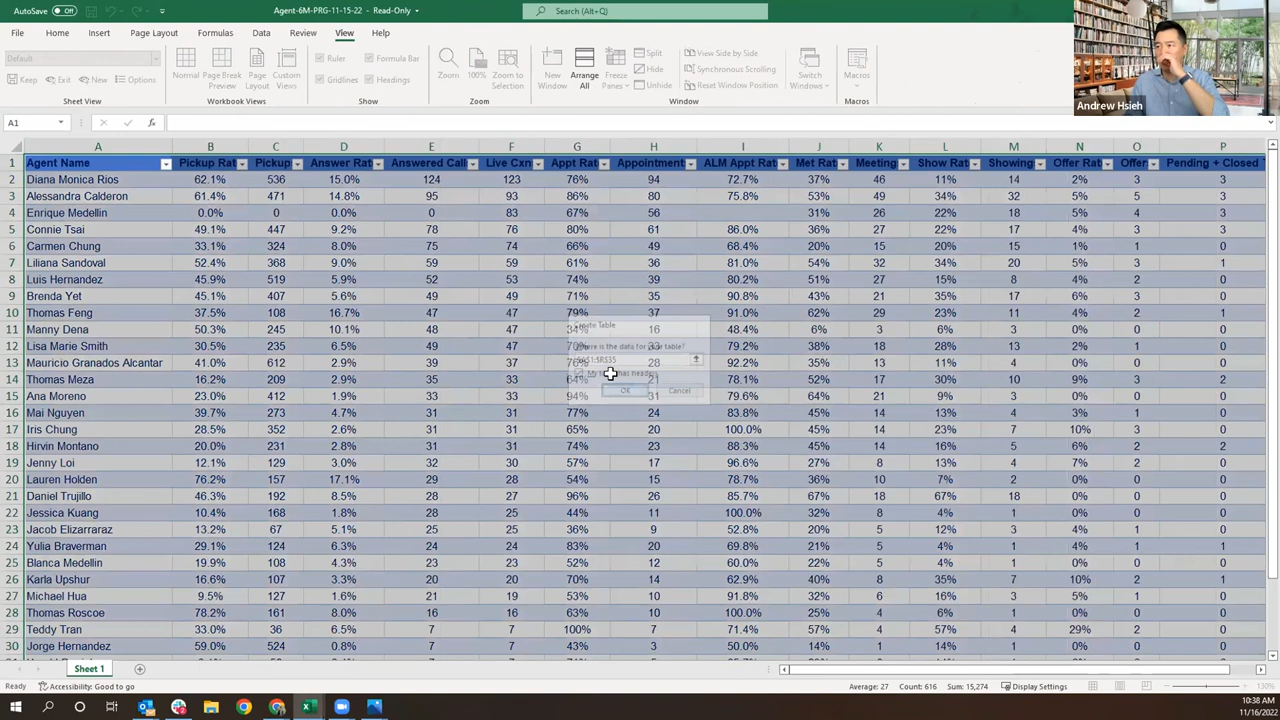 AutoSave Off Agent-6M-PRG-11-15-22 - Read-Only Search (Alt+Q)
File Home Insert Page Layout Formulas Data Review View Help
Default
Keep Exit New Options
Sheet View
Normal Page Break Preview Page Layout Custom Views
Workbook Views
Ruler Formula Bar
Gridlines Headings
Show
Zoom 100% Zoom to Selection
Zoom
New Window Arrange All Freeze Panes
Split
Hide
Unhide
View Side by Side
Synchronous Scrolling
Reset Window Position
Switch Windows
Window
Macros
Macros
Andrew Hsieh
A1 fx
A B C D E F G H I J K L M N O P
1 Agent Name Pickup Rat Pickup Answer Rat Answered Call Live Cxn Appt Rat Appointment ALM Appt Rat Met Rat Meeting Show Rat Showing Offer Rat Offer Pending + Closed
2 Diana Monica Rios 62.1% 536 15.0% 124 123 76% 94 72.7% 37% 46 11% 14 2% 3 3
3 Alessandra Calderon 61.4% 471 14.8% 95 93 86% 80 75.8% 53% 49 34% 32 5% 5 3
4 Enrique Medellin 0.0% 0 0.0% 0 83 67% 56 31% 26 22% 18 5% 4 3
5 Connie Tsai 49.1% 447 9.2% 78 76 80% 61 86.0% 36% 27 22% 17 4% 3 3
6 Carmen Chung 33.1% 324 8.0% 75 74 66% 49 68.4% 20% 15 20% 15 1% 1 0
7 Liliana Sandoval 52.4% 368 9.0% 59 59 61% 36 81.0% 54% 32 34% 20 5% 3 1
8 Luis Hernandez 45.9% 519 5.9% 53 53 74% 39 80.2% 51% 27 15% 8 4% 2 0
9 Brenda Yet 45.1% 407 5.6% 49 49 71% 35 90.8% 43% 21 35% 17 6% 3 0
10 Thomas Feng 37.5% 108 16.7% 48 47 79% 37 91.0% 62% 29 23% 11 4% 2 1
11 Manny Dena 50.3% 245 10.1% 48 47 34% 16 48.4% 6% 3 6% 3 0% 0 0
12 Lisa Marie Smith 30.5% 235 6.9% 47 47 70% 33 79.2% 38% 18 28% 13 2% 1 0
13 Mauricio Granados Alcantar 41.0% 612 2.9% 39 37 76% 28 92.2% 35% 13 11% 4 0% 0 0
14 Thomas Meza 16.2% 209 2.9% 35 33 64% 21 78.1% 52% 17 30% 10 9% 3 2
15 Ana Moreno 23.0% 412 1.9% 33 33 94% 31 79.6% 64% 21 9% 3 0% 0 0
16 Mai Nguyen 39.7% 273 4.7% 31 31 77% 24 83.8% 45% 14 13% 4 3% 1 0
17 Iris Chung 28.5% 352 2.6% 31 31 65% 20 100.0% 45% 14 23% 7 10% 3 0
18 Hirvin Montano 20.0% 231 2.8% 31 31 74% 23 88.3% 45% 14 16% 5 6% 2 2
19 Jenny Loi 12.1% 129 3.0% 32 30 57% 17 96.6% 27% 8 13% 4 7% 2 0
20 Lauren Holden 76.2% 157 17.1% 29 28 54% 15 78.7% 36% 10 7% 2 0% 0 0
21 Daniel Trujillo 46.3% 192 8.5% 28 27 96% 26 85.7% 67% 18 67% 18 0% 0 0
22 Jessica Kuang 10.4% 168 1.8% 28 25 44% 11 100.0% 32% 8 4% 1 0% 0 0
23 Jacob Elizarraraz 13.2% 67 5.1% 25 25 36% 9 52.8% 20% 5 12% 3 4% 1 0
24 Yulia Braverman 29.1% 124 6.3% 24 24 83% 20 69.8% 21% 5 4% 1 4% 1 1
25 Blanca Medellin 19.9% 108 4.3% 23 23 52% 12 60.0% 22% 5 4% 1 0% 0 0
26 Karla Upshur 16.6% 107 3.3% 20 20 70% 14 62.9% 40% 8 35% 7 10% 2 1
27 Michael Hua 9.5% 127 1.6% 21 19 53% 10 91.8% 32% 6 16% 3 5% 1 0
28 Thomas Roscoe 78.2% 161 8.0% 16 16 63% 10 100.0% 25% 4 6% 1 0% 0 0
29 Teddy Tran 33.0% 36 6.5% 7 7 100% 7 71.4% 57% 4 57% 4 29% 2 0
30 Jorge Hernandez 59.0% 524 0.8% 7 7 43% 3 14% 1 14% 1 0% 0 0
Create Table
Where is the data for your table?
My table has headers
OK Cancel
Sheet 1
Ready Accessibility: Good to go Average: 27 Count: 616 Sum: 15,274 Display Settings 130%
10:38 AM
11/16/2022